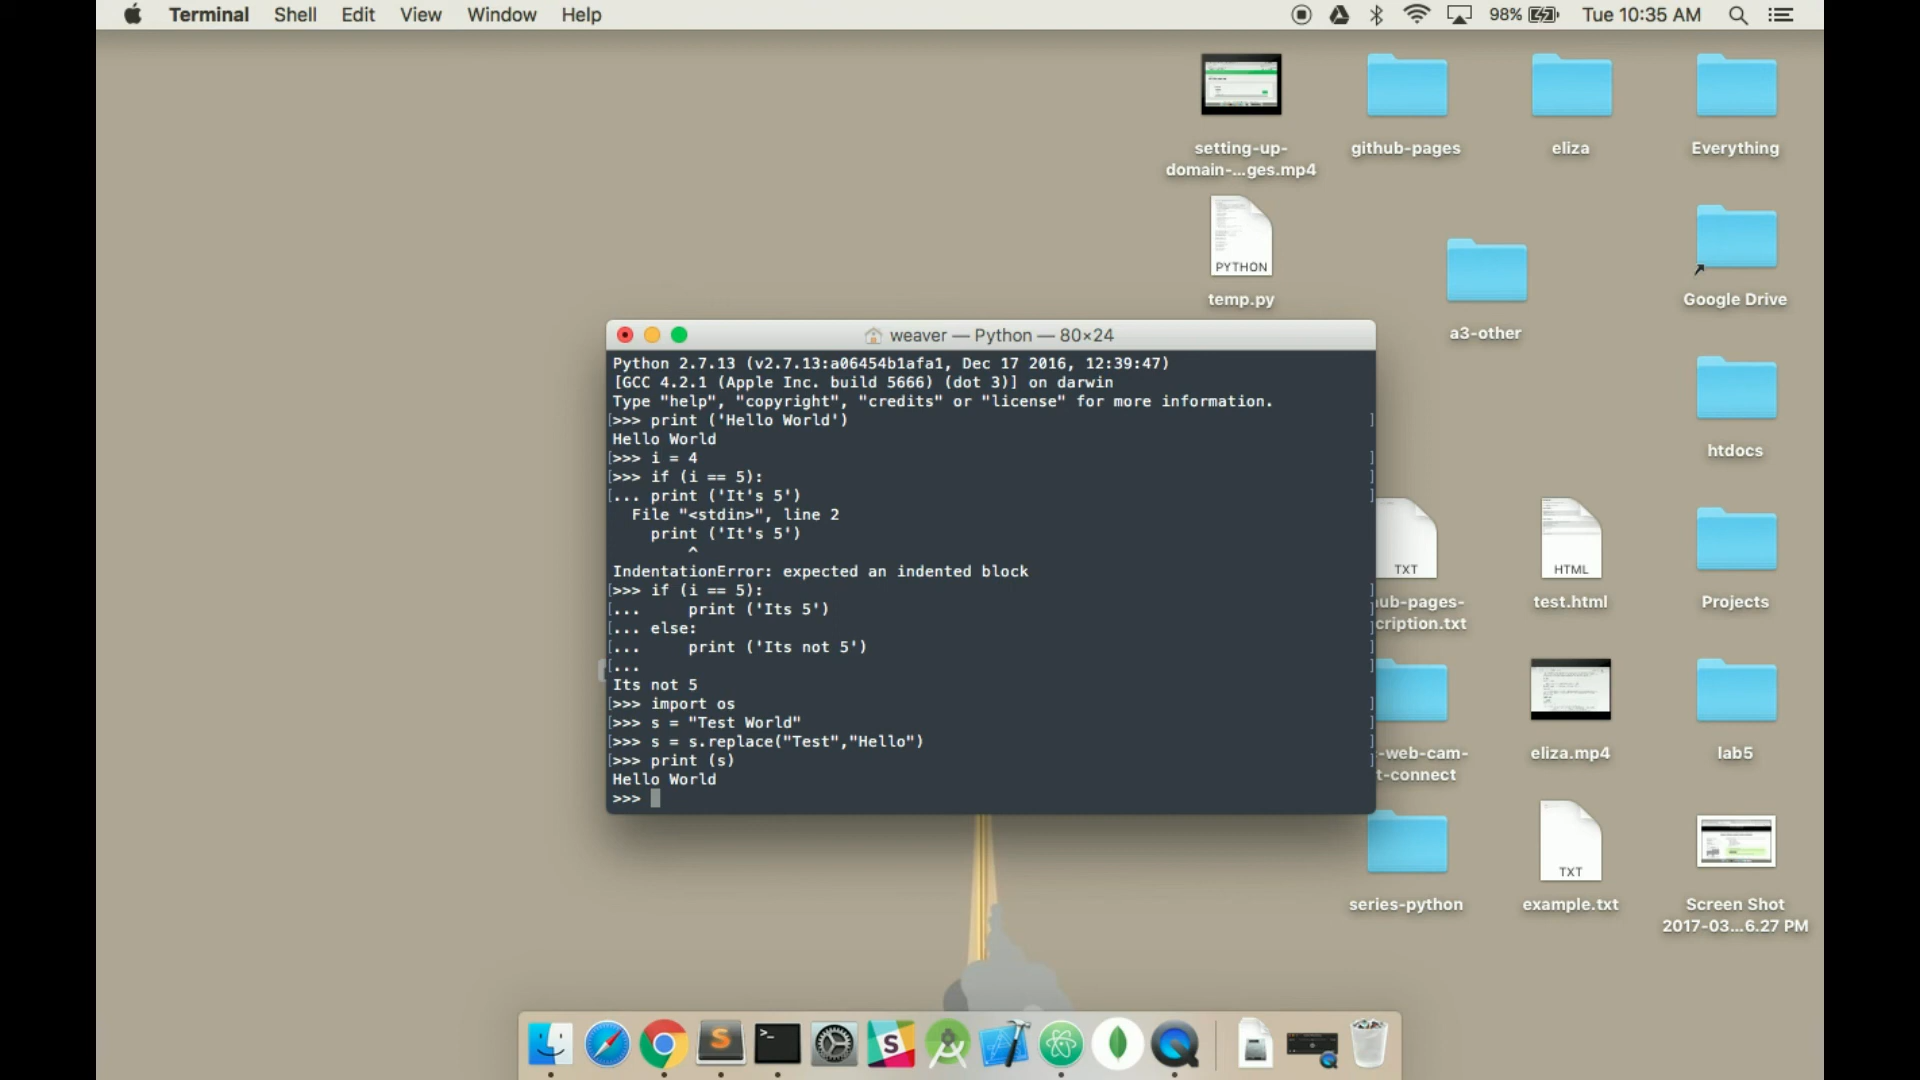 Terminal Shell Edit View Window Help 98% Tue 10:35 AM
setting-up-
domain-...ges.mp4
github-pages
eliza
Everything
PYTHON
temp.py
a3-other
Google Drive
weaver — Python — 80×24
Python 2.7.13 (v2.7.13:a06454b1afa1, Dec 17 2016, 12:39:47)
[GCC 4.2.1 (Apple Inc. build 5666) (dot 3)] on darwin
Type "help", "copyright", "credits" or "license" for more information.
[>>> print ('Hello World') ]
Hello World
[>>> i = 4 ]
[>>> if (i == 5): ]
[... print ('It's 5') ]
  File "<stdin>", line 2
    print ('It's 5')
        ^
IndentationError: expected an indented block
[>>> if (i == 5): ]
[...     print ('Its 5') ]
[... else: ]
[...     print ('Its not 5') ]
[... ]
Its not 5
[>>> import os ]
[>>> s = "Test World" ]
[>>> s = s.replace("Test","Hello") ]
[>>> print (s) ]
Hello World
>>>
htdocs
TXT
ub-pages-
cription.txt
HTML
test.html
Projects
-web-cam-
t-connect
eliza.mp4
lab5
series-python
TXT
example.txt
Screen Shot
2017-03...6.27 PM
S
>_
S